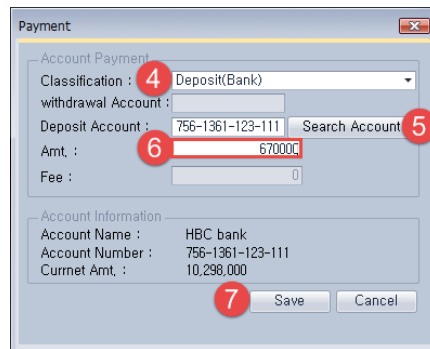 Payment
Account Payment
Classification : 4 Deposit(Bank)
withdrawal Account :
Deposit Account : 756-1361-123-111 Search Account 5
Amt, : 6 670000
Fee : 0
Account Information
Account Name : HBC bank
Account Number : 756-1361-123-111
Currnet Amt, : 10,298,000
7 Save Cancel